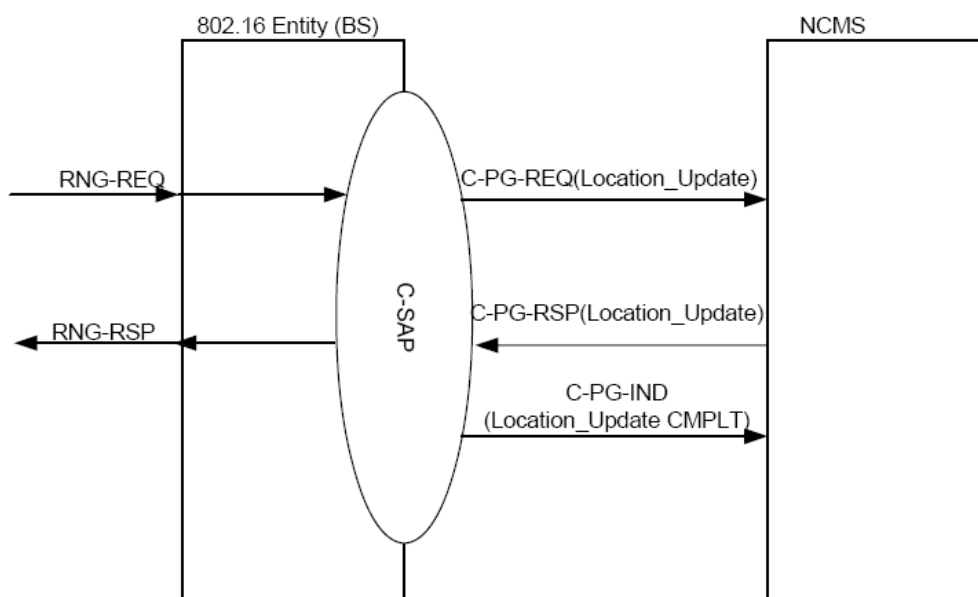 802.16 Entity (BS)
NCMS
RNG-REQ
C-PG-REQ(Location_Update)
C-SAP
C-PG-RSP(Location_Update)
RNG-RSP
C-PG-IND
(Location_Update CMPLT)